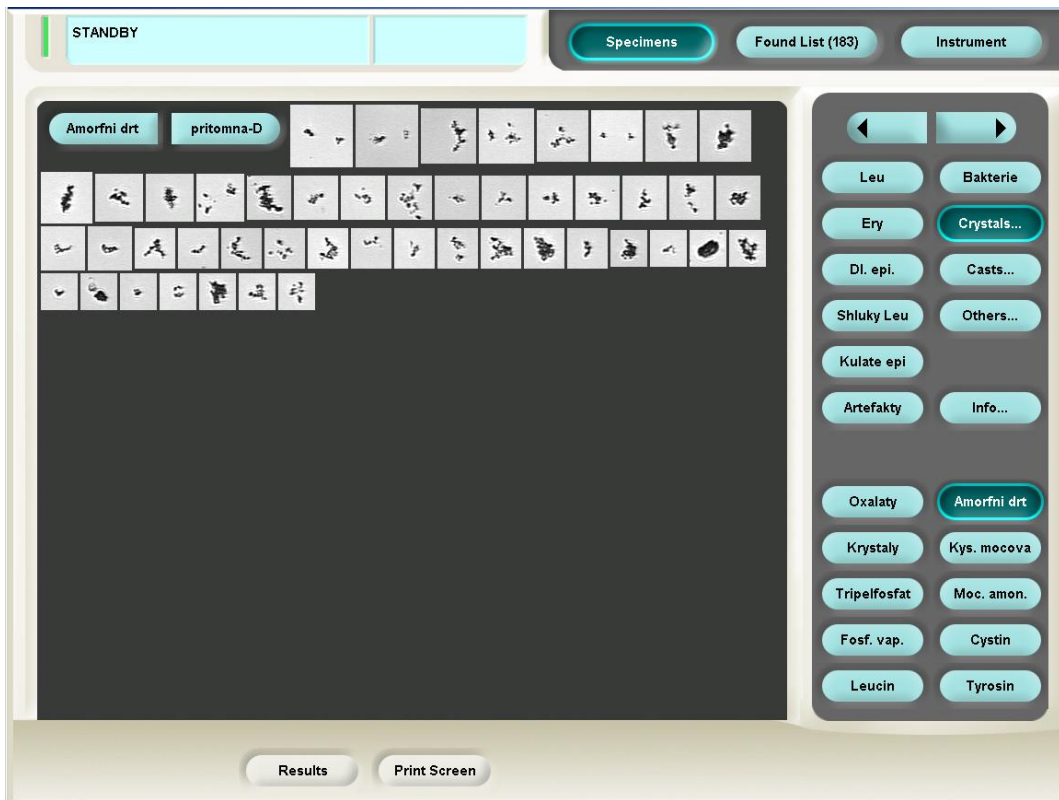 STANDBY
Specimens
Found List (183)
Instrument
Amorfni drt
pritomna-D
Leu
Bakterie
Ery
Crystals...
Dl. epi.
Casts...
Shluky Leu
Others...
Kulate epi
Artefakty
Info...
Oxalaty
Amorfni drt
Krystaly
Kys. mocova
Tripelfosfat
Moc. amon.
Fosf. vap.
Cystin
Leucin
Tyrosin
Results
Print Screen